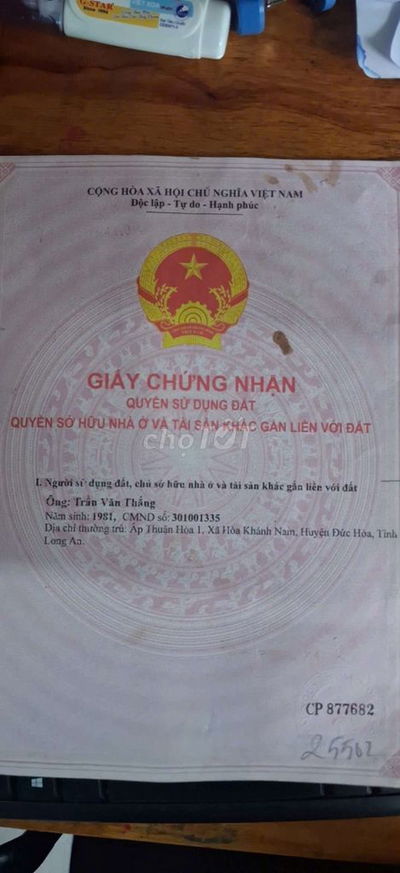 G-STAR
Since 1992
CỘNG HÒA XÃ HỘI CHỦ NGHĨA VIỆT NAM
Độc lập - Tự do - Hạnh phúc
GIẤY CHỨNG NHẬN
QUYỀN SỬ DỤNG ĐẤT
QUYỀN SỞ HỮU NHÀ Ở VÀ TÀI SẢN KHÁC GẮN LIỀN VỚI ĐẤT
chợTỐT
I. Người sử dụng đất, chủ sở hữu nhà ở và tài sản khác gắn liền với đất
Ông: Trần Văn Thắng
Năm sinh: 1981, CMND số: 301001335
Địa chỉ thường trú: Ấp Thuận Hòa 1, Xã Hòa Khánh Nam, Huyện Đức Hòa, Tỉnh
Long An.
CP 877682